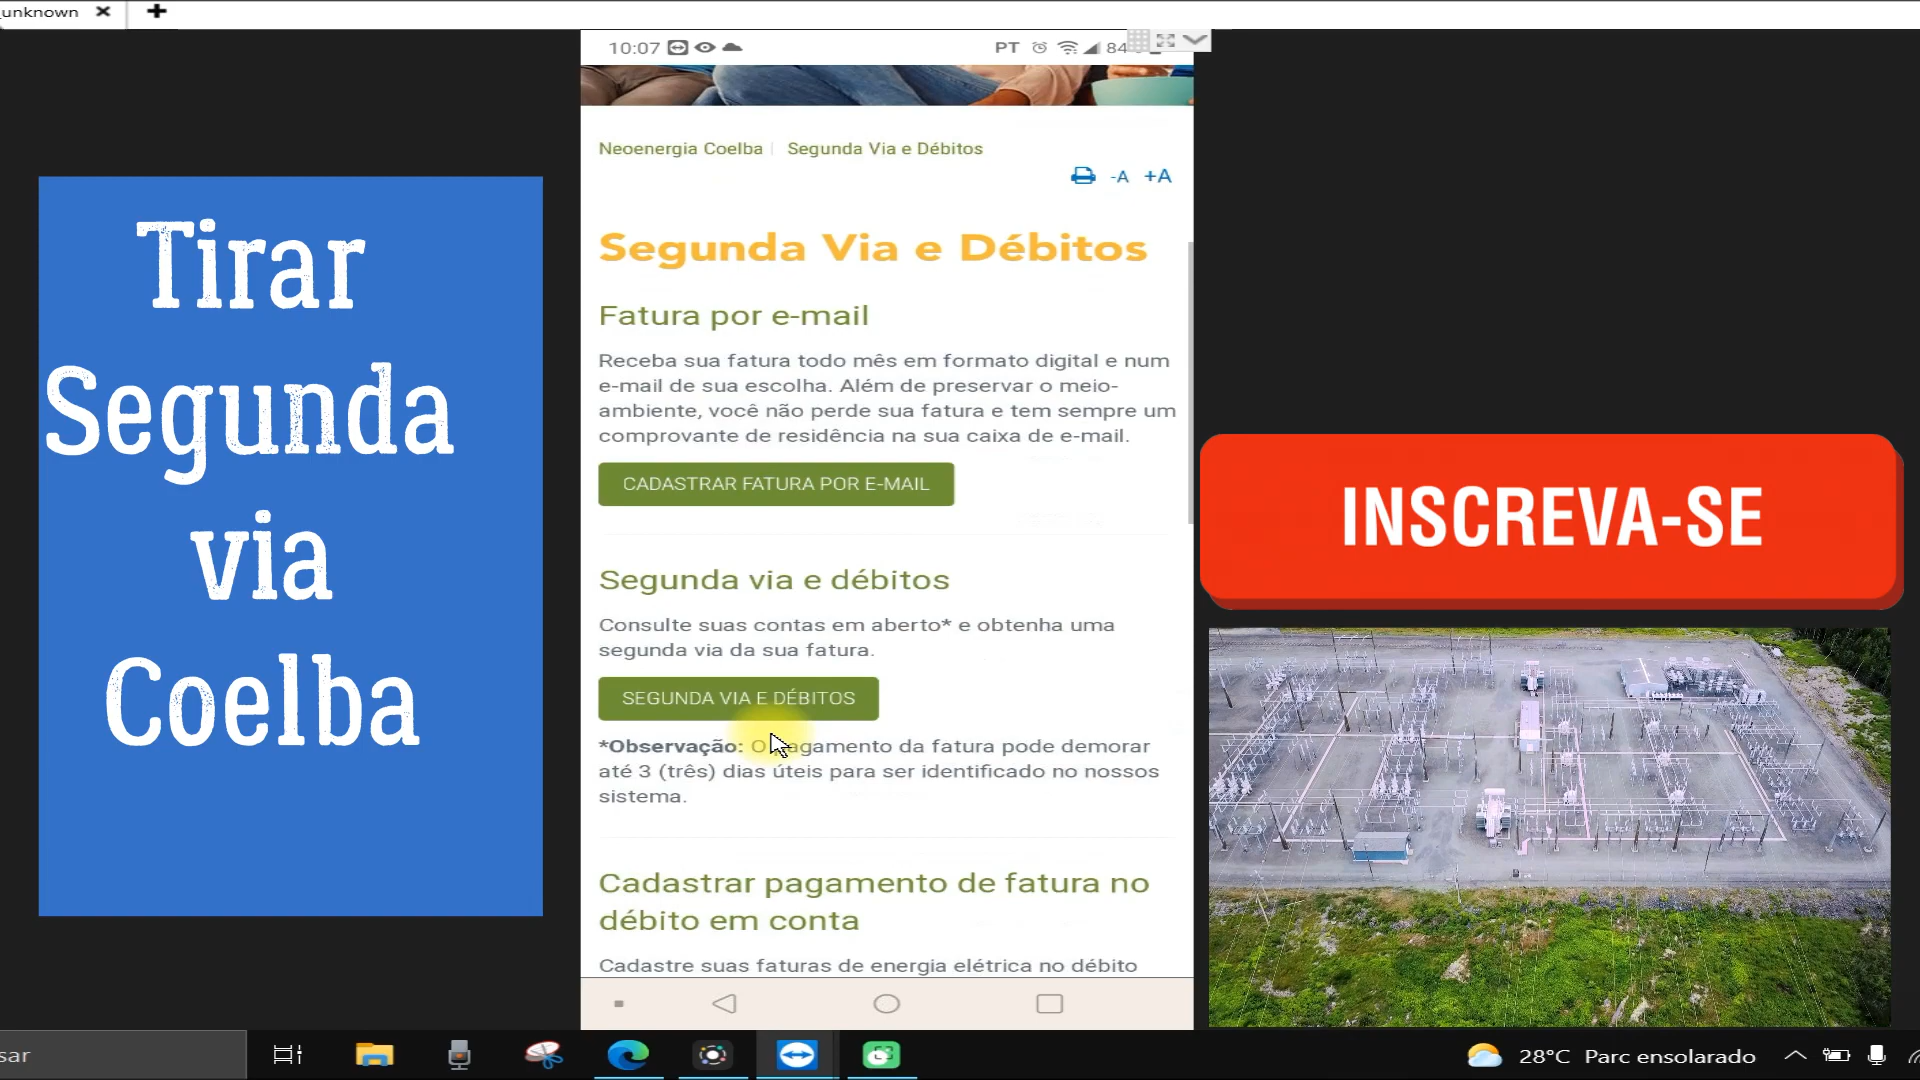 unknown
10:07
PT
84
Neoenergia Coelba
Segunda Via e Débitos
-A +A
Segunda Via e Débitos
Fatura por e-mail
Receba sua fatura todo mês em formato digital e num
e-mail de sua escolha. Além de preservar o meio-
ambiente, você não perde sua fatura e tem sempre um
comprovante de residência na sua caixa de e-mail.
CADASTRAR FATURA POR E-MAIL
Segunda via e débitos
Consulte suas contas em aberto* e obtenha uma
segunda via da sua fatura.
SEGUNDA VIA E DÉBITOS
*Observação: O pagamento da fatura pode demorar
até 3 (três) dias úteis para ser identificado no nossos
sistema.
Cadastrar pagamento de fatura no
débito em conta
Cadastre suas faturas de energia elétrica no débito
Tirar
Segunda
via
Coelba
INSCREVA-SE
sar
28°C Parc ensolarado